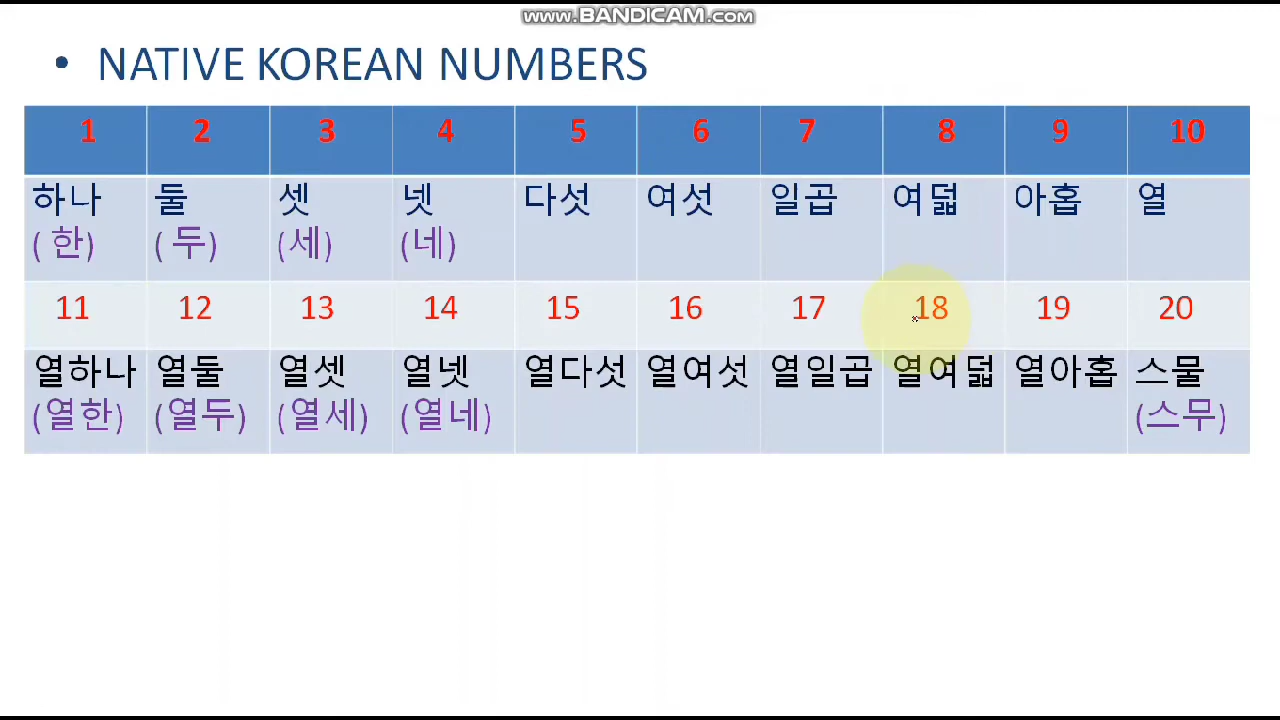 www.BANDICAM.com
• NATIVE KOREAN NUMBERS
1 2 3 4 5 6 7 8 9 10
하나 둘 셋 넷 다섯 여섯 일곱 여덟 아홉 열
( 한) ( 두) (세) (네)
11 12 13 14 15 16 17 18 19 20
열하나 열둘 열셋 열넷 열다섯 열여섯 열일곱 열여덟 열아홉 스물
(열한) (열두) (열세) (열네) (스무)